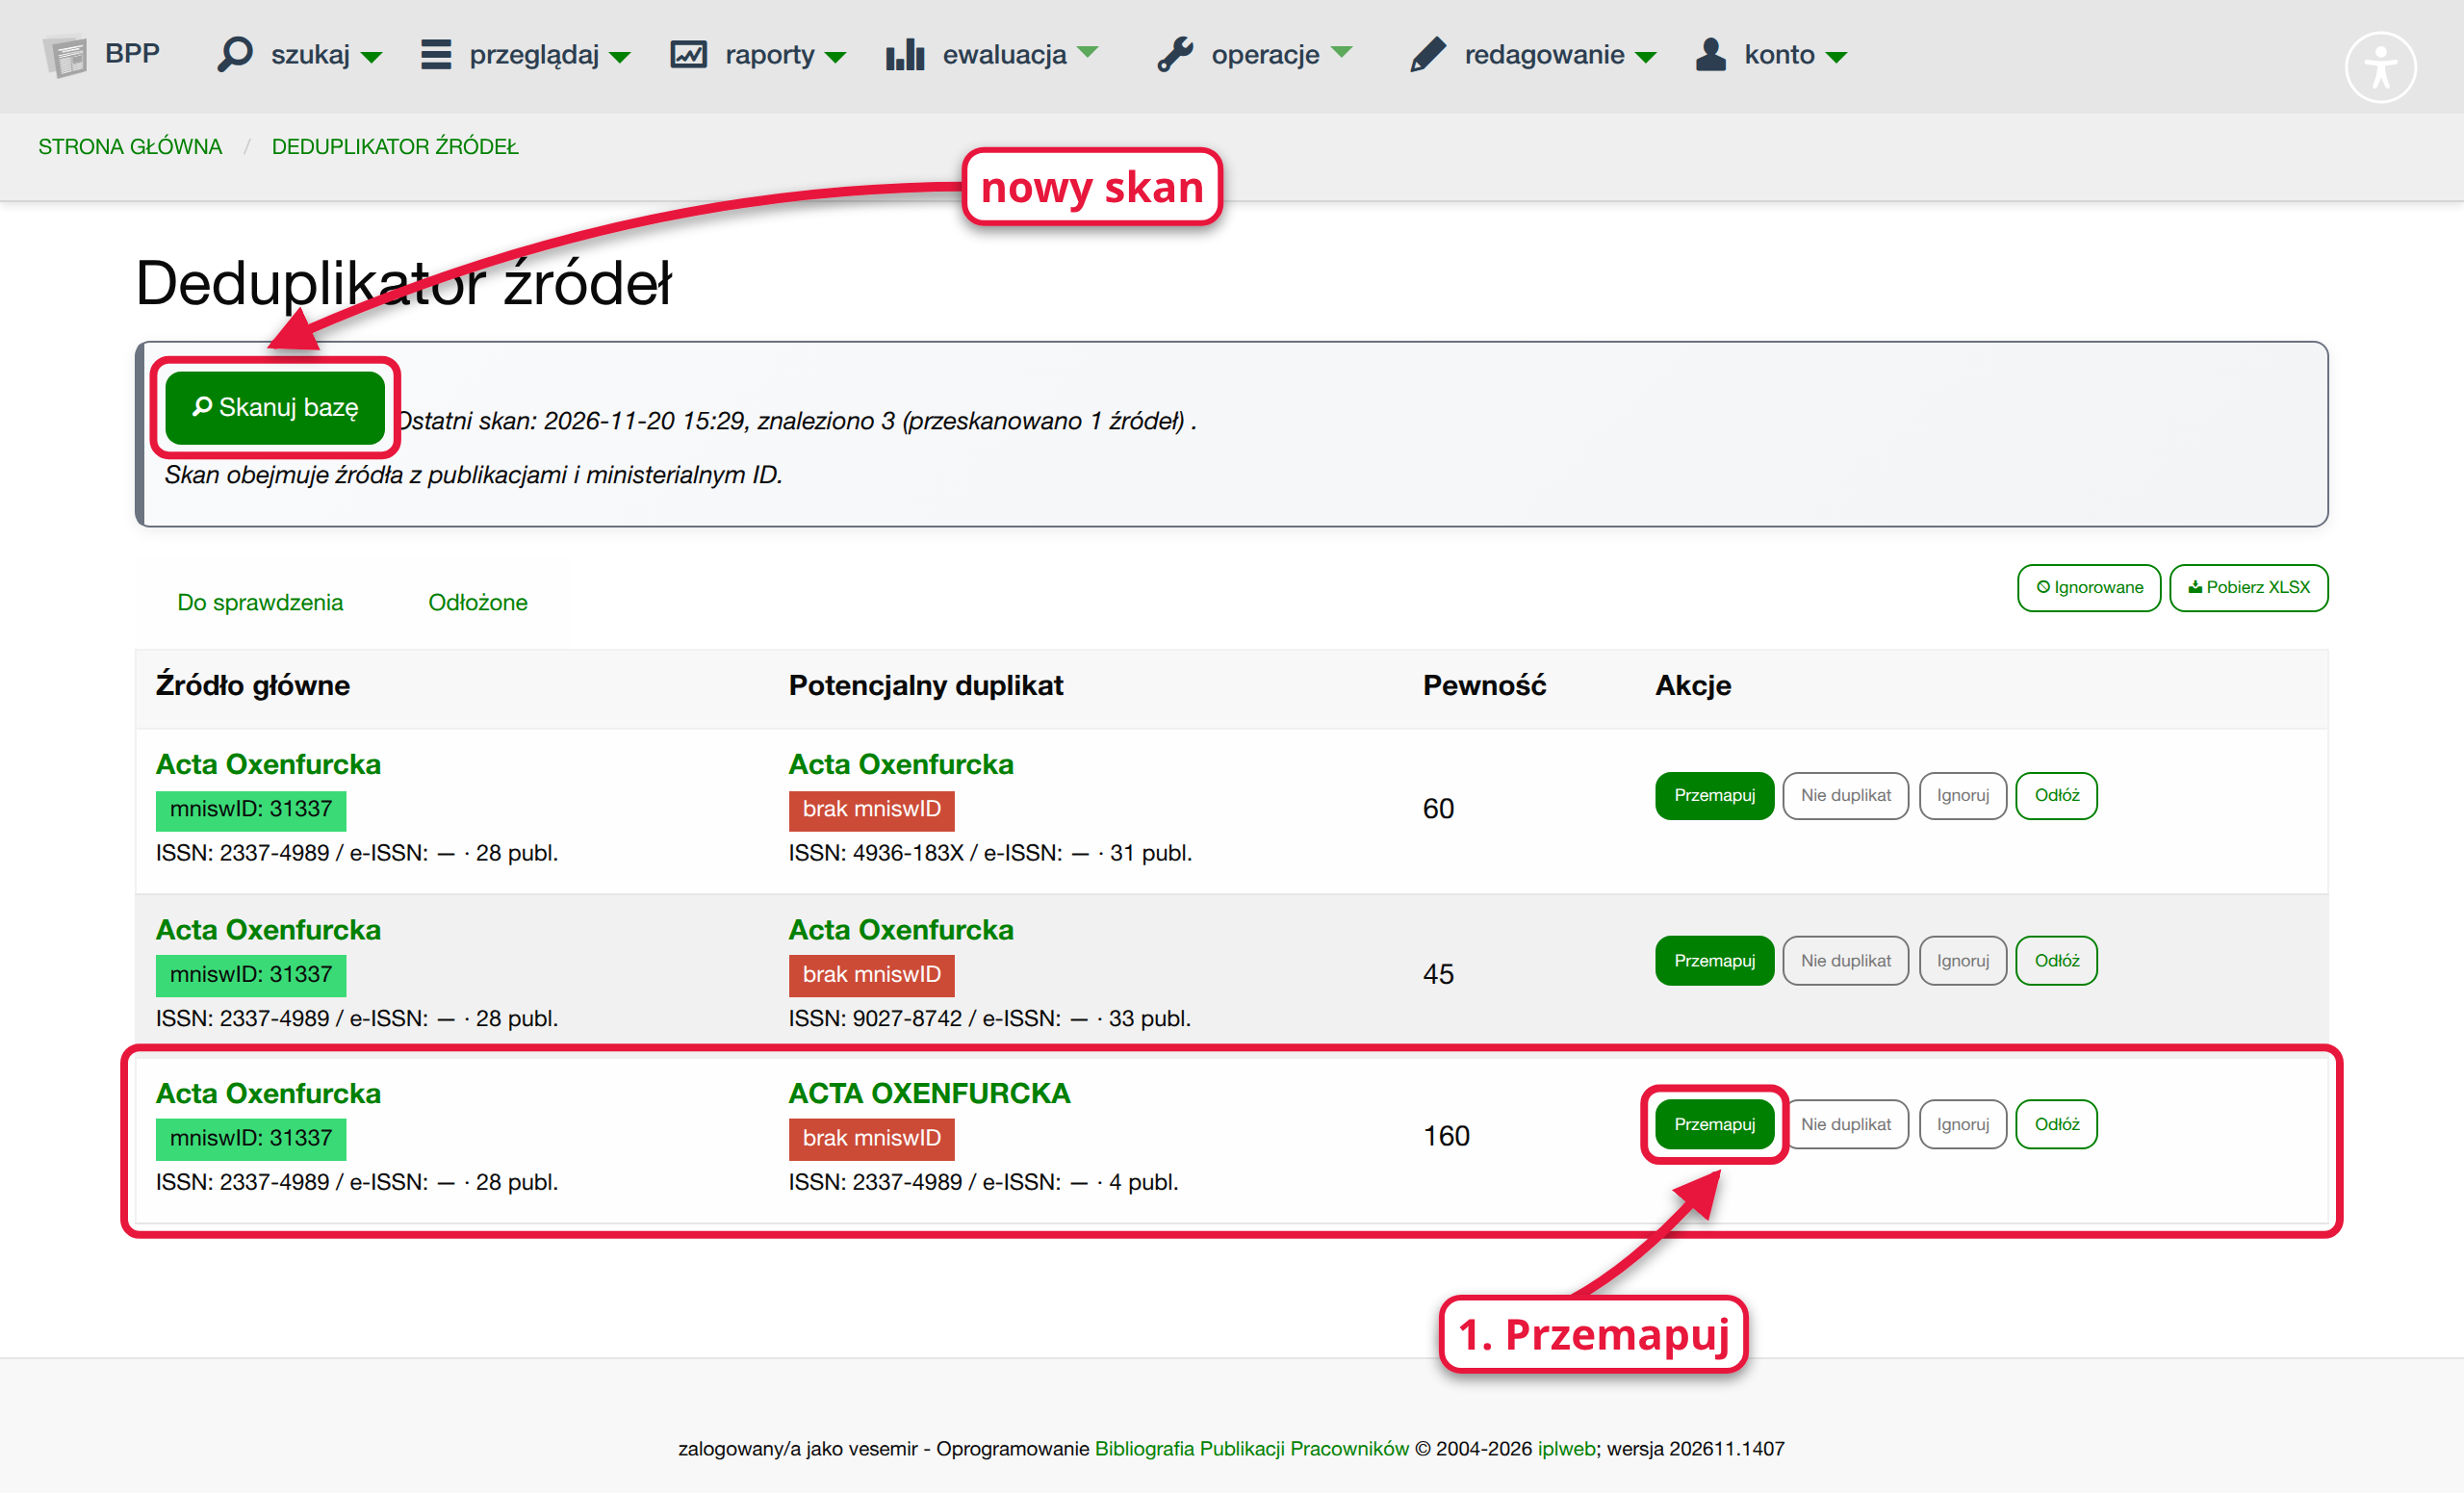 BPP szukaj przeglądaj raporty ewaluacja operacje redagowanie konto
STRONA GŁÓWNA / DEDUPLIKATOR ŹRÓDEŁ
nowy skan
Deduplikator źródeł
Skanuj bazę Ostatni skan: 2026-11-20 15:29, znaleziono 3 (przeskanowano 1 źródeł) .
Skan obejmuje źródła z publikacjami i ministerialnym ID.
Do sprawdzenia Odłożone Ignorowane Pobierz XLSX
Źródło główne Potencjalny duplikat Pewność Akcje
Acta Oxenfurcka Acta Oxenfurcka
mniswID: 31337 brak mniswID 60 Przemapuj Nie duplikat Ignoruj Odłóż
ISSN: 2337-4989 / e-ISSN: — · 28 publ. ISSN: 4936-183X / e-ISSN: — · 31 publ.
Acta Oxenfurcka Acta Oxenfurcka
mniswID: 31337 brak mniswID 45 Przemapuj Nie duplikat Ignoruj Odłóż
ISSN: 2337-4989 / e-ISSN: — · 28 publ. ISSN: 9027-8742 / e-ISSN: — · 33 publ.
Acta Oxenfurcka ACTA OXENFURCKA
mniswID: 31337 brak mniswID 160 Przemapuj Nie duplikat Ignoruj Odłóż
ISSN: 2337-4989 / e-ISSN: — · 28 publ. ISSN: 2337-4989 / e-ISSN: — · 4 publ.
1. Przemapuj
zalogowany/a jako vesemir - Oprogramowanie Bibliografia Publikacji Pracowników © 2004-2026 iplweb; wersja 202611.1407